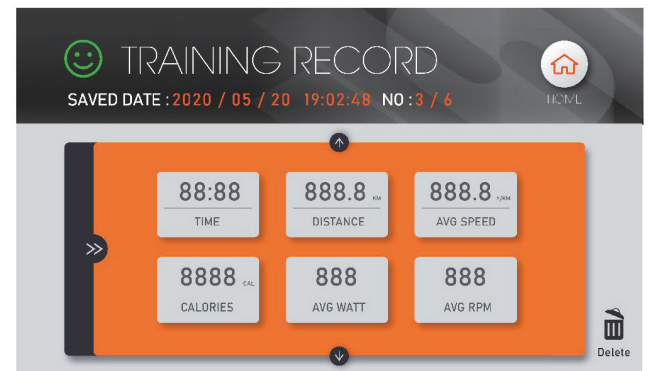 TRAINING RECORD
SAVED DATE : 2020 / 05 / 20 19:02:48 NO : 3 / 6
HOME
88:88
TIME
888.8 KM
DISTANCE
888.8 h/KM
AVG SPEED
8888 CAL
CALORIES
888
AVG WATT
888
AVG RPM
Delete